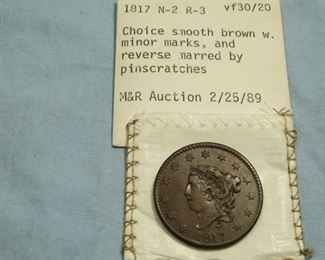 1817 N-2 R-3 vf30/20
Choice smooth brown w.
minor marks, and
reverse marred by
pinscratches
M&R Auction 2/25/89
1817